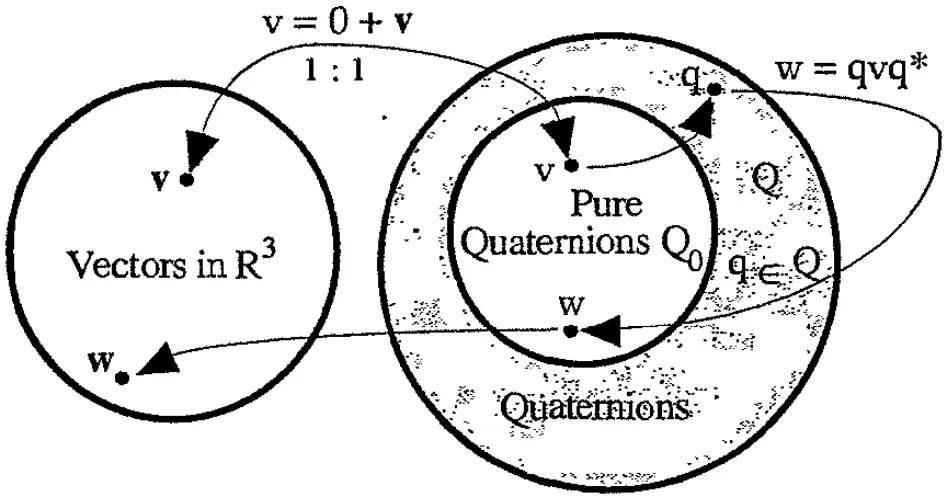 v = 0 + v
1 : 1
q
w = qvq*
v
v
Q
Pure
Quaternions Q₀
Vectors in R³
q ∈ Q
w
w
Quaternions